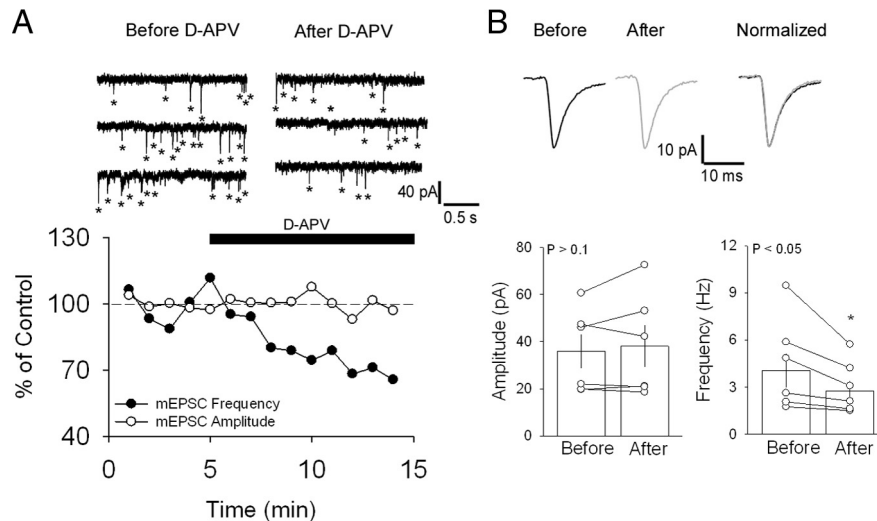 A
Before D-APV
After D-APV
40 pA
0.5 s
D-APV
130
100
70
40
% of Control
mEPSC Frequency
mEPSC Amplitude
0
5
10
15
Time (min)
B
Before
After
Normalized
10 pA
10 ms
P > 0.1
80
60
40
20
0
Amplitude (pA)
Before
After
P < 0.05
12
9
6
3
0
Frequency (Hz)
*
Before
After